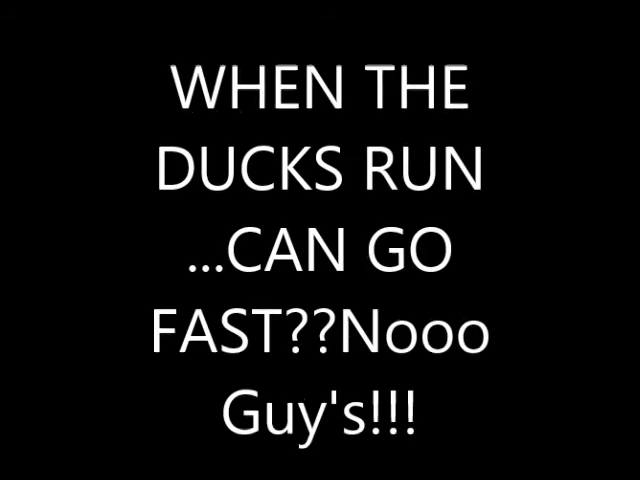 WHEN THE
DUCKS RUN
...CAN GO
FAST??Nooo
Guy's!!!